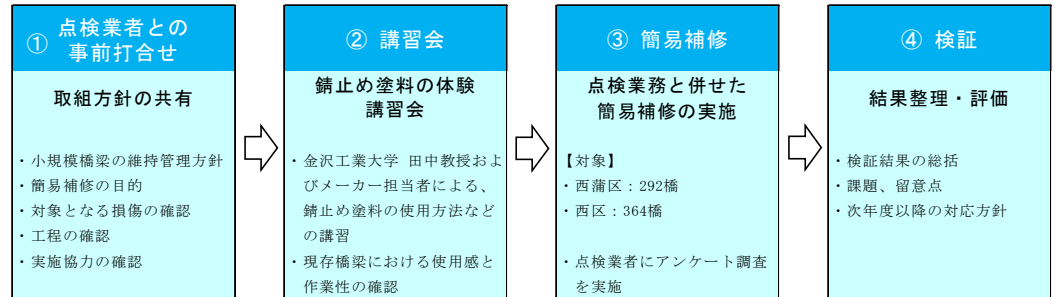 ① 点検業者との
事前打合せ
取組方針の共有
・小規模橋梁の維持管理方針
・簡易補修の目的
・対象となる損傷の確認
・工程の確認
・実施協力の確認
② 講習会
錆止め塗料の体験
講習会
・金沢工業大学 田中教授およ
びメーカー担当者による、
錆止め塗料の使用方法など
の講習
・現存橋梁における使用感と
作業性の確認
③ 簡易補修
点検業務と併せた
簡易補修の実施
【対象】
・西蒲区：292橋
・西区：364橋
・点検業者にアンケート調査
を実施
④ 検証
結果整理・評価
・検証結果の総括
・課題、留意点
・次年度以降の対応方針